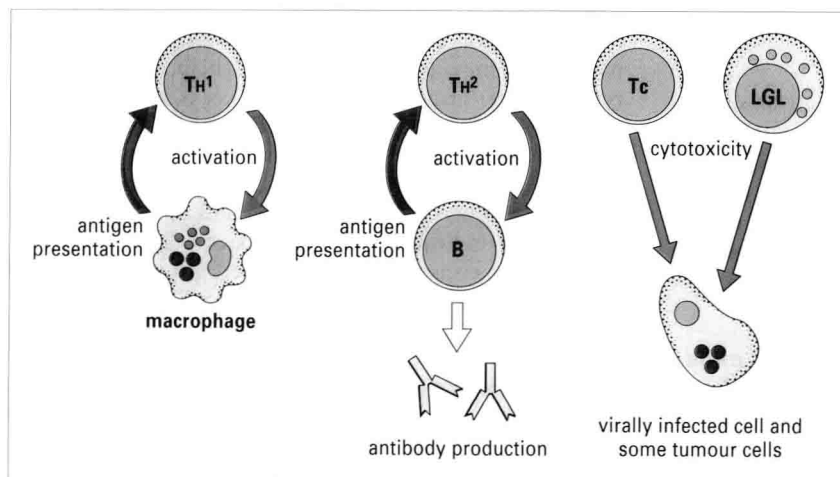 TH1
activation
antigen
presentation
macrophage
TH2
activation
antigen
presentation
B
antibody production
Tc
LGL
cytotoxicity
virally infected cell and
some tumour cells